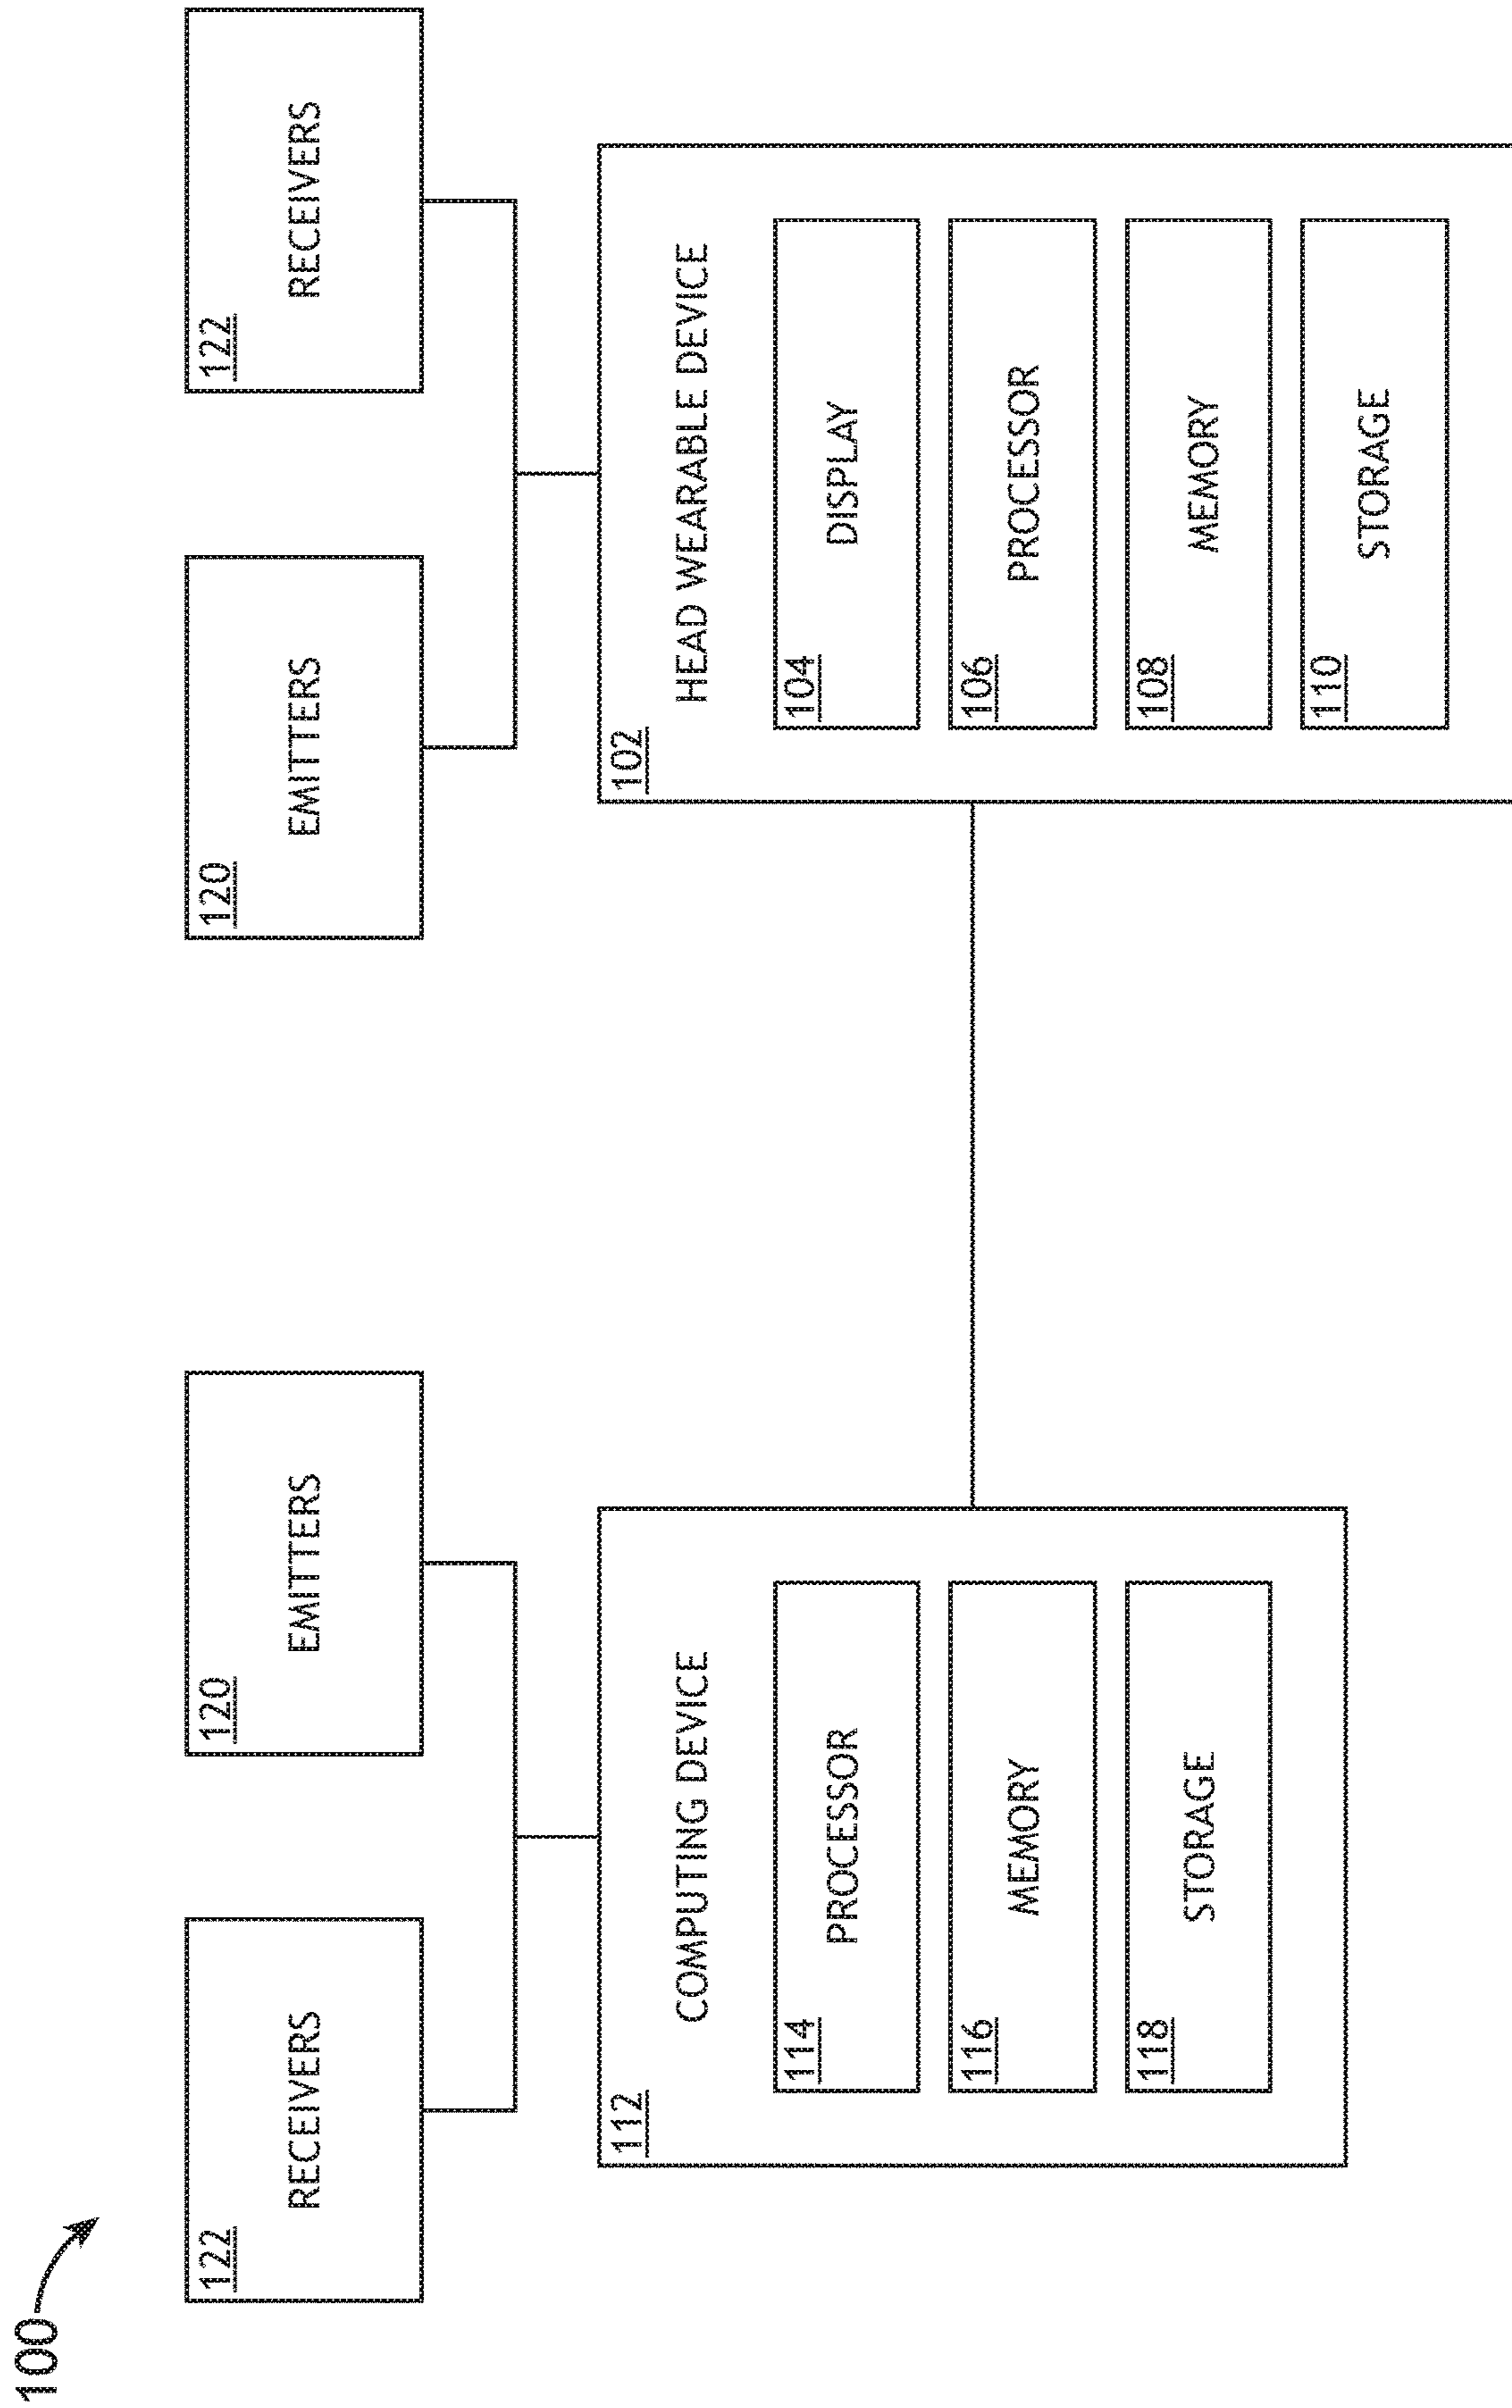 100
122
RECEIVERS
120
EMITTERS
120
EMITTERS
122
RECEIVERS
112
COMPUTING DEVICE
114
PROCESSOR
116
MEMORY
118
STORAGE
102
HEAD WEARABLE DEVICE
104
DISPLAY
106
PROCESSOR
108
MEMORY
110
STORAGE